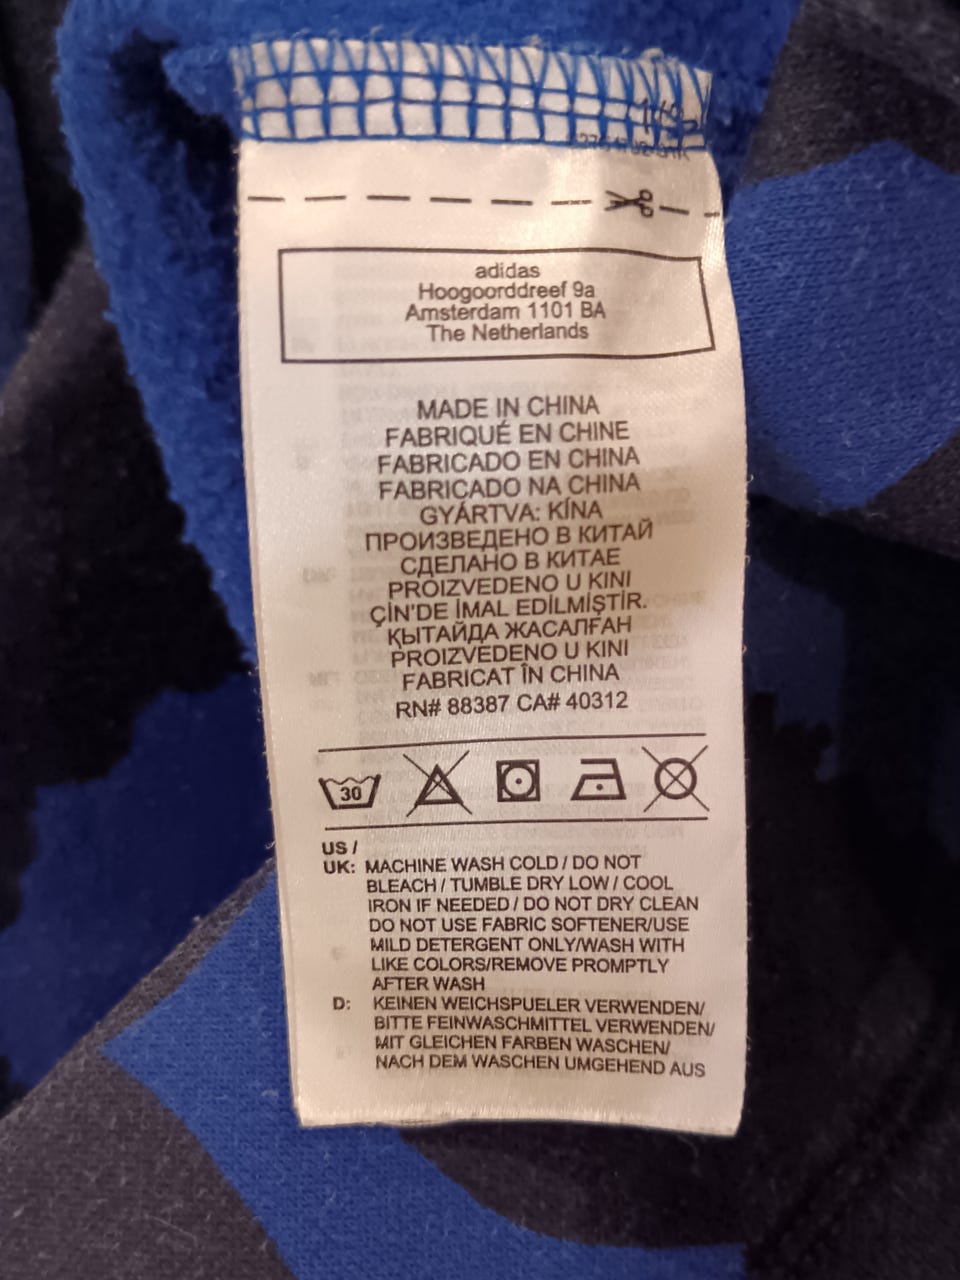 adidas
Hoogoorddreef 9a
Amsterdam 1101 BA
The Netherlands
MADE IN CHINA
FABRIQUÉ EN CHINE
FABRICADO EN CHINA
FABRICADO NA CHINA
GYÁRTVA: KÍNA
ПРОИЗВЕДЕНО В КИТАЙ
СДЕЛАНО В КИТАЕ
PROIZVEDENO U KINI
ÇİN'DE İMAL EDİLMİŞTİR.
ҚЫТАЙДА ЖАСАЛҒАН
PROIZVEDENO U KINI
FABRICAT ÎN CHINA
RN# 88387 CA# 40312
30
US /
UK: MACHINE WASH COLD / DO NOT
BLEACH / TUMBLE DRY LOW / COOL
IRON IF NEEDED / DO NOT DRY CLEAN
DO NOT USE FABRIC SOFTENER/USE
MILD DETERGENT ONLY/WASH WITH
LIKE COLORS/REMOVE PROMPTLY
AFTER WASH
D: KEINEN WEICHSPUELER VERWENDEN/
BITTE FEINWASCHMITTEL VERWENDEN/
MIT GLEICHEN FARBEN WASCHEN/
NACH DEM WASCHEN UMGEHEND AUS